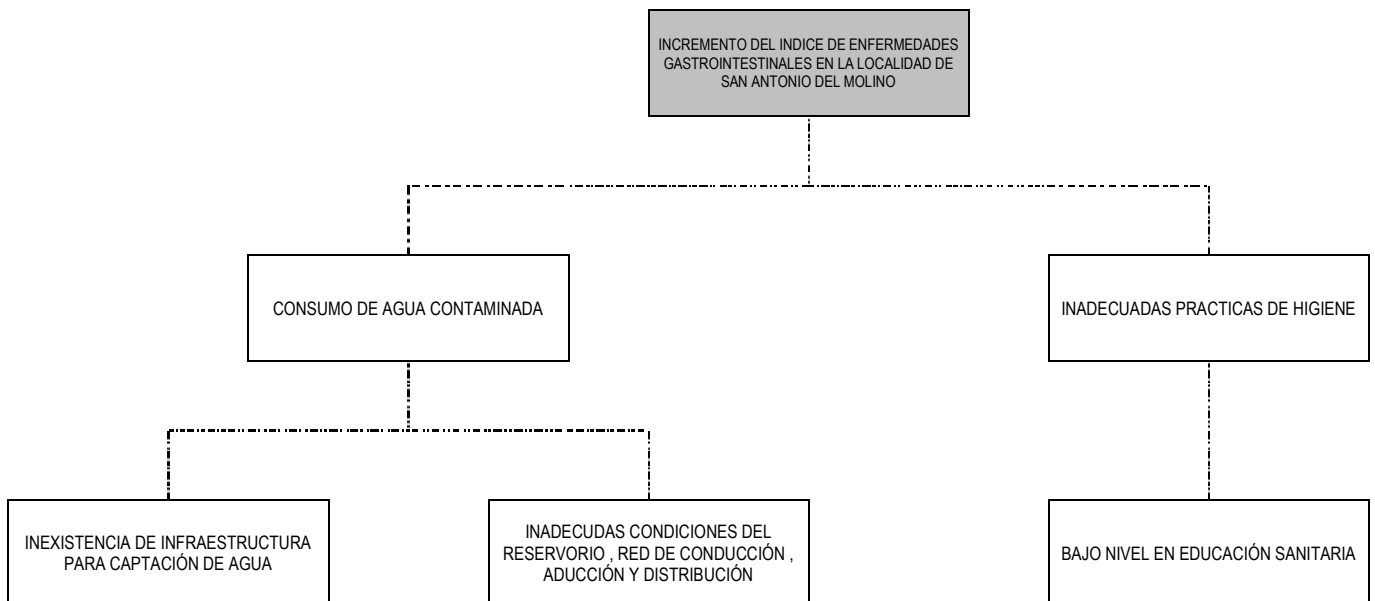 INCREMENTO DEL INDICE DE ENFERMEDADES
GASTROINTESTINALES EN LA LOCALIDAD DE
SAN ANTONIO DEL MOLINO
CONSUMO DE AGUA CONTAMINADA
INADECUADAS PRACTICAS DE HIGIENE
INEXISTENCIA DE INFRAESTRUCTURA
PARA CAPTACIÓN DE AGUA
INADECUDAS CONDICIONES DEL
RESERVORIO , RED DE CONDUCCIÓN ,
ADUCCIÓN Y DISTRIBUCIÓN
BAJO NIVEL EN EDUCACIÓN SANITARIA